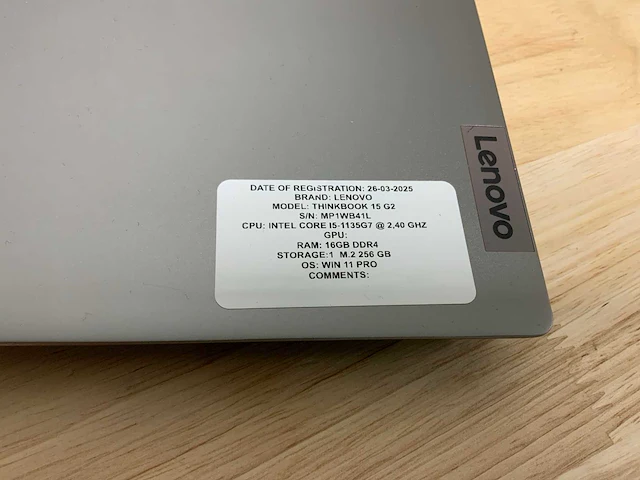 DATE OF REGISTRATION: 26-03-2025
BRAND: LENOVO
MODEL: THINKBOOK 15 G2
S/N: MP1WB41L
CPU: INTEL CORE I5-1135G7 @ 2,40 GHZ
GPU:
RAM: 16GB DDR4
STORAGE:1 M.2 256 GB
OS: WIN 11 PRO
COMMENTS:
Lenovo